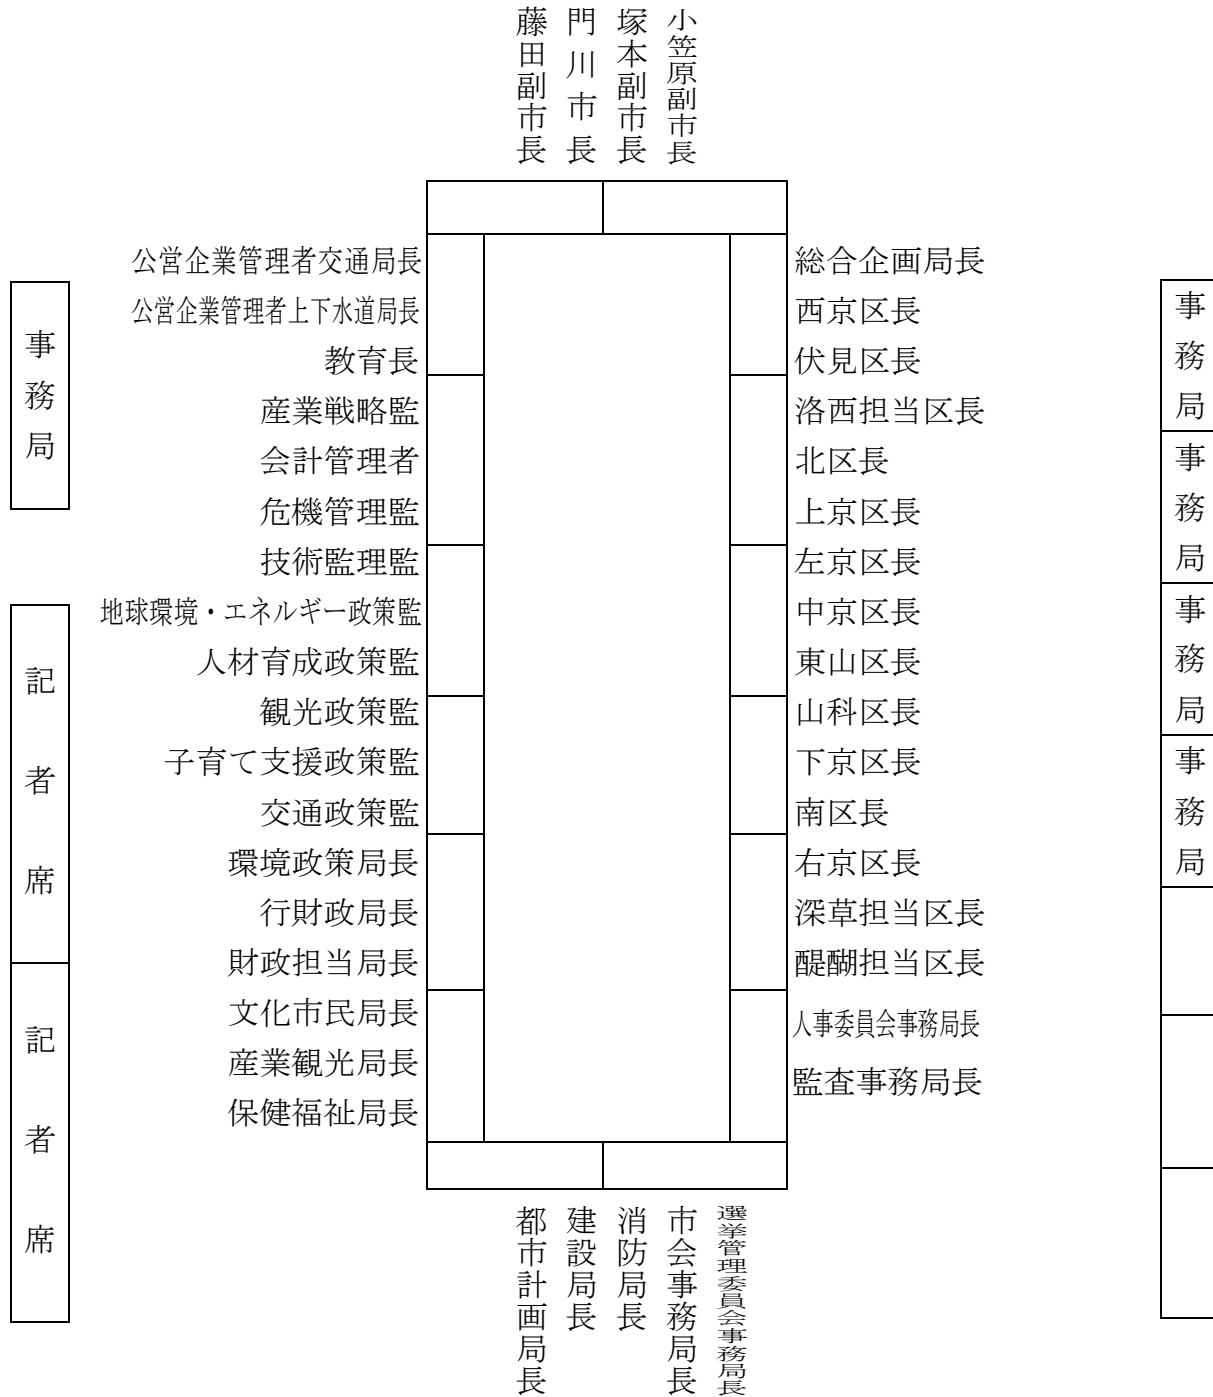 藤田副市長
門川市長
塚本副市長
小笠原副市長
公営企業管理者交通局長
公営企業管理者上下水道局長
教育長
産業戦略監
会計管理者
危機管理監
技術監理監
地球環境・エネルギー政策監
人材育成政策監
観光政策監
子育て支援政策監
交通政策監
環境政策局長
行財政局長
財政担当局長
文化市民局長
産業観光局長
保健福祉局長
総合企画局長
西京区長
伏見区長
洛西担当区長
北区長
上京区長
左京区長
中京区長
東山区長
山科区長
下京区長
南区長
右京区長
深草担当区長
醍醐担当区長
人事委員会事務局長
監査事務局長
都市計画局長
建設局長
消防局長
市会事務局長
選挙管理委員会事務局長
事務局
記者席
記者席
事務局
事務局
事務局
事務局